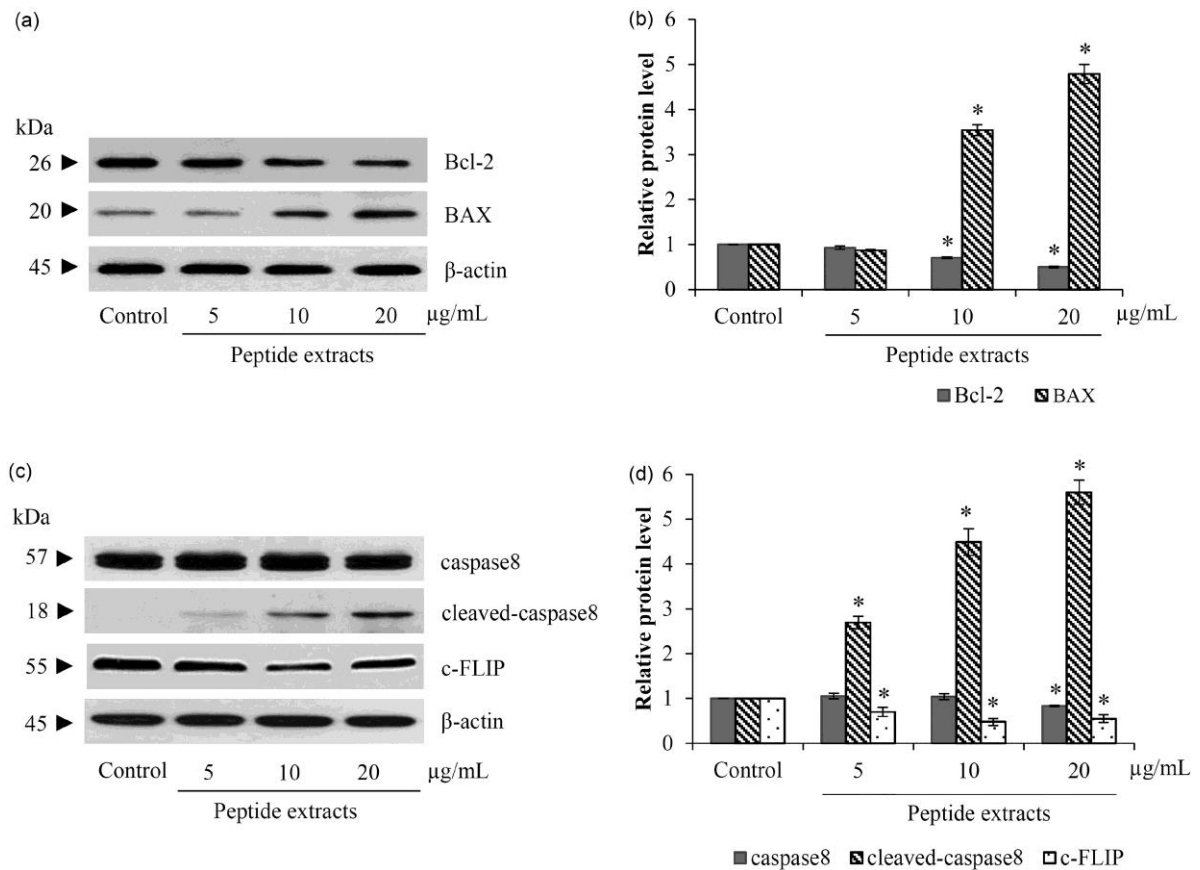 (a)
kDa
26 ► Bcl-2
20 ► BAX
45 ► β-actin
Control 5 10 20 µg/mL
Peptide extracts
(b)
Relative protein level
6
5
4
3
2
1
0
* * * *
Control 5 10 20 µg/mL
Peptide extracts
Bcl-2 BAX
(c)
kDa
57 ► caspase8
18 ► cleaved-caspase8
55 ► c-FLIP
45 ► β-actin
Control 5 10 20 µg/mL
Peptide extracts
(d)
Relative protein level
6
5
4
3
2
1
0
* * * * * * *
Control 5 10 20 µg/mL
Peptide extracts
caspase8 cleaved-caspase8 c-FLIP